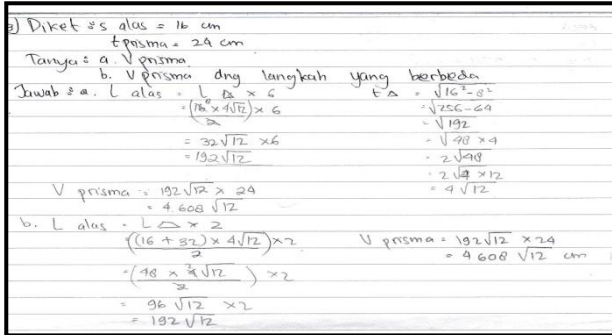 a) Diket : s alas = 16 cm
t prisma = 24 cm
Tanya : a. V prisma
b. V prisma dng langkah yang berbeda
Jawab : a. L alas = L △ × 6
= (16 × 4√12 / 2) × 6
= 32√12 × 6
= 192√12
t △ = √16² - 8²
= √256 - 64
= √192
= √48 × 4
= 2√48
= 2√4 × 12
= 4√12
V prisma = 192√12 × 24
= 4.608 √12
b. L alas = L ⏢ × 2
= ((16 + 32) × 4√12 / 2) × 2
= (48 × 4√12 / 2) × 2
= 96 √12 × 2
= 192 √12
V prisma = 192√12 × 24
= 4608 √12 cm